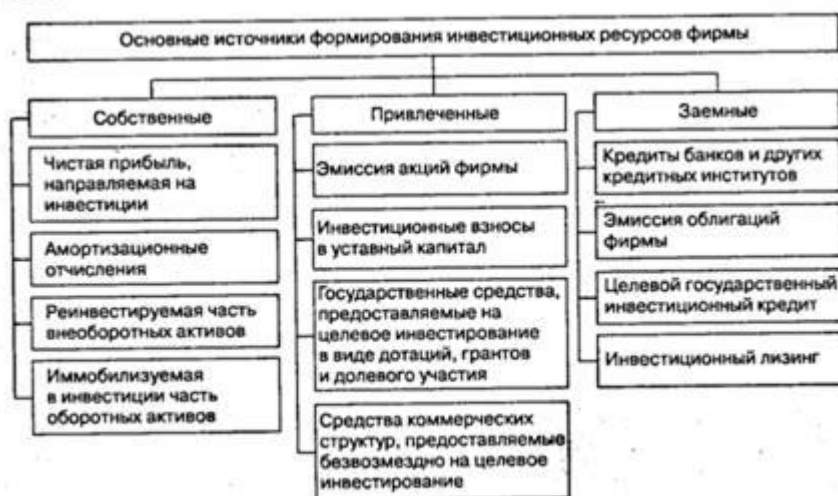 Основные источники формирования инвестиционных ресурсов фирмы
Собственные
Чистая прибыль,
направляемая на
инвестиции
Амортизационные
отчисления
Реинвестируемая часть
внеоборотных активов
Иммобилизуемая
в инвестиции часть
оборотных активов
Привлеченные
Эмиссия акций фирмы
Инвестиционные взносы
в уставный капитал
Государственные средства,
предоставляемые на
целевое инвестирование
в виде дотаций, грантов
и долевого участия
Средства коммерческих
структур, предоставляемые
безвозмездно на целевое
инвестирование
Заемные
Кредиты банков и других
кредитных институтов
Эмиссия облигаций
фирмы
Целевой государственный
инвестиционный кредит
Инвестиционный лизинг